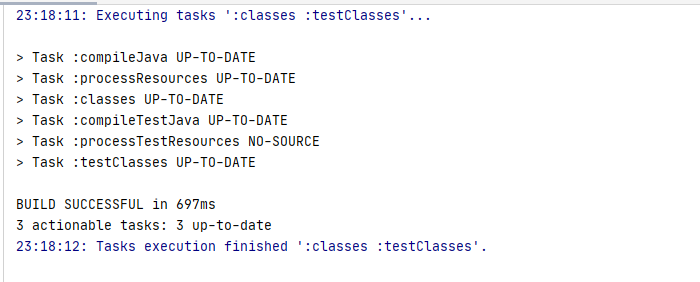 23:18:11: Executing tasks ':classes :testClasses'...
> Task :compileJava UP-TO-DATE
> Task :processResources UP-TO-DATE
> Task :classes UP-TO-DATE
> Task :compileTestJava UP-TO-DATE
> Task :processTestResources NO-SOURCE
> Task :testClasses UP-TO-DATE
BUILD SUCCESSFUL in 697ms
3 actionable tasks: 3 up-to-date
23:18:12: Tasks execution finished ':classes :testClasses'.